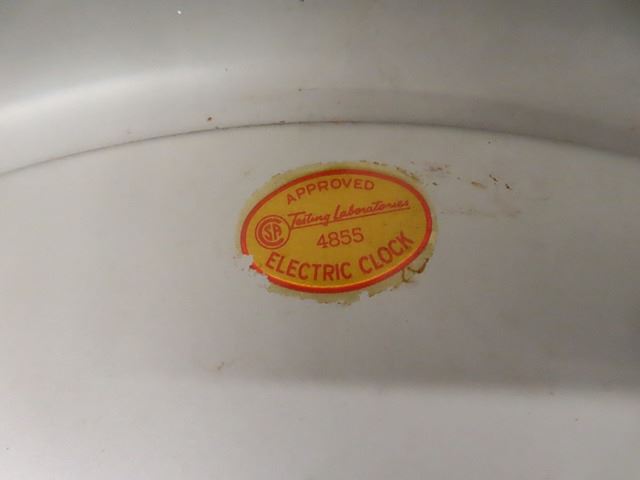 APPROVED
CSA Testing Laboratories
4855
ELECTRIC CLOCK